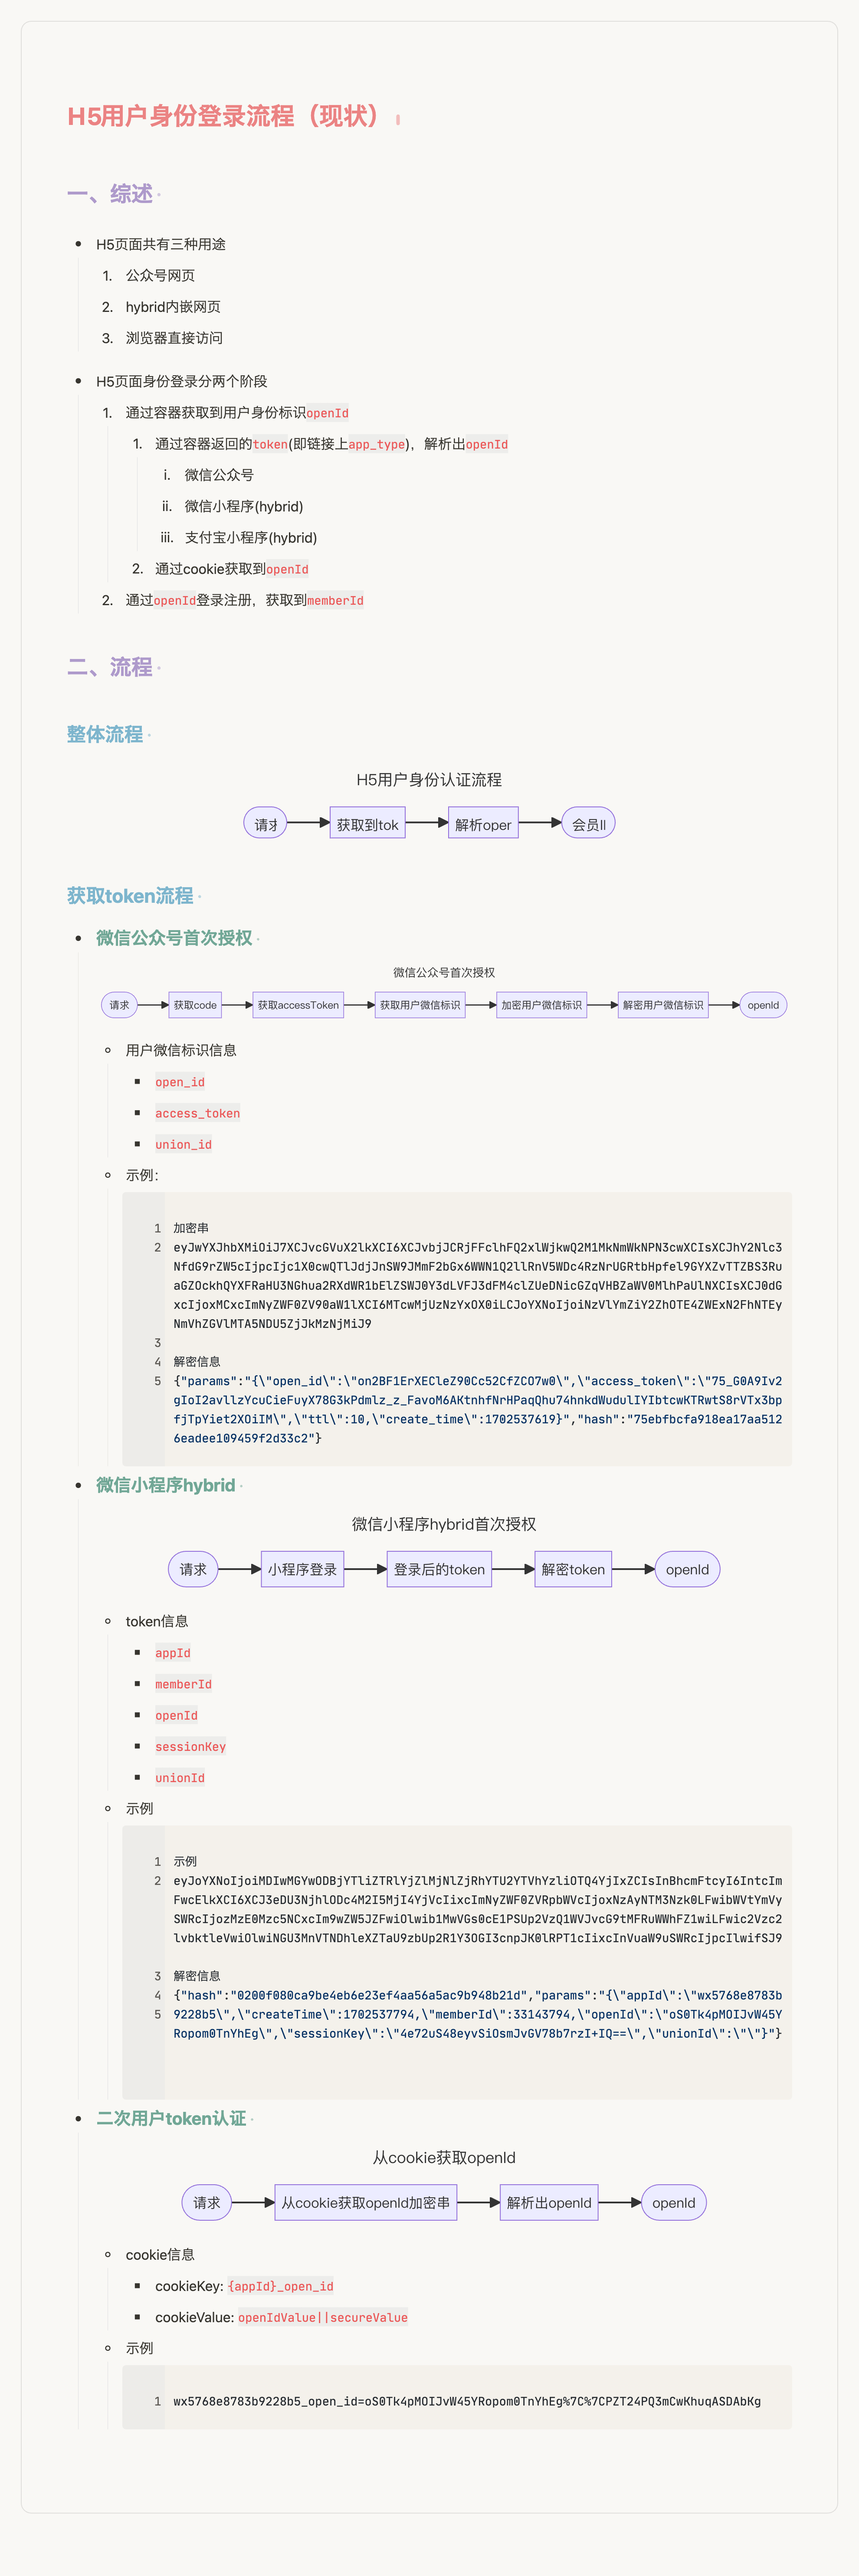 H5用户身份登录流程（现状）
一、综述
H5页面共有三种用途
1. 公众号网页
2. hybrid内嵌网页
3. 浏览器直接访问
H5页面身份登录分两个阶段
1. 通过容器获取到用户身份标识openId
1. 通过容器返回的token(即链接上app_type)，解析出openId
i. 微信公众号
ii. 微信小程序(hybrid)
iii. 支付宝小程序(hybrid)
2. 通过cookie获取到openId
2. 通过openId登录注册，获取到memberId
二、流程
整体流程
H5用户身份认证流程
请求 获取到tok 解析oper 会员II
获取token流程
微信公众号首次授权
微信公众号首次授权
请求 获取code 获取accessToken 获取用户微信标识 加密用户微信标识 解密用户微信标识 openId
用户微信标识信息
open_id
access_token
union_id
示例：
1 加密串
2
3
4 解密信息
5 {"params":"{\"open_id\":\"on2BF1ErXECleZ90Cc52CfZCO7w0\",\"access_token\":\"75_G0A9Iv2
gIoI2avllzYcuCieFuyX78G3kPdmlz_z_FavoM6AKtnhfNrHPaqQhu74hnkdWudulIYIbtcwKTRwtS8rVTx3bp
fjTpYiet2XOiIM\",\"ttl\":10,\"create_time\":1702537619}","hash":"75ebfbcfa918ea17aa512
6eadee109459f2d33c2"}
微信小程序hybrid
微信小程序hybrid首次授权
请求 小程序登录 登录后的token 解密token openId
token信息
appId
memberId
openId
sessionKey
unionId
示例
1 示例
2
3 解密信息
4 {"hash":"0200f080ca9be4eb6e23ef4aa56a5ac9b948b21d","params":"{\"appId\":\"wx5768e8783b
5 9228b5\",\"createTime\":1702537794,\"memberId\":33143794,\"openId\":\"oS0Tk4pMOIJvW45Y
Ropom0TnYhEg\",\"sessionKey\":\"4e72uS48eyvSiOsmJvGV78b7rzI+IQ==\",\"unionId\":\"\"}"}
二次用户token认证
从cookie获取openId
请求 从cookie获取openId加密串 解析出openId openId
cookie信息
cookieKey: {appId}_open_id
cookieValue: openIdValue||secureValue
示例
1 wx5768e8783b9228b5_open_id=oS0Tk4pMOIJvW45YRopom0TnYhEg%7C%7CPZT24PQ3mCwKhuqASDAbKg